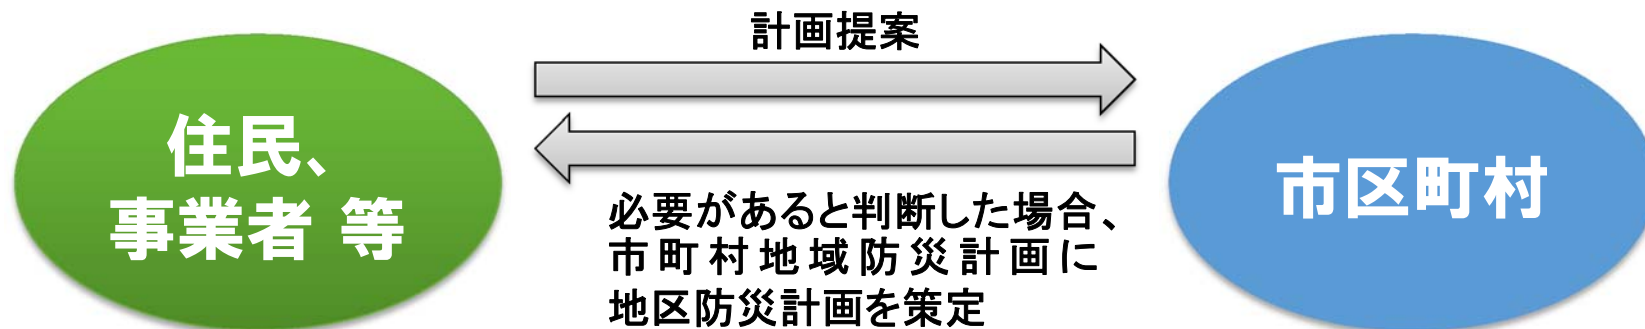 計画提案
住民、
事業者 等
必要があると判断した場合、
市町村地域防災計画に
地区防災計画を策定
市区町村